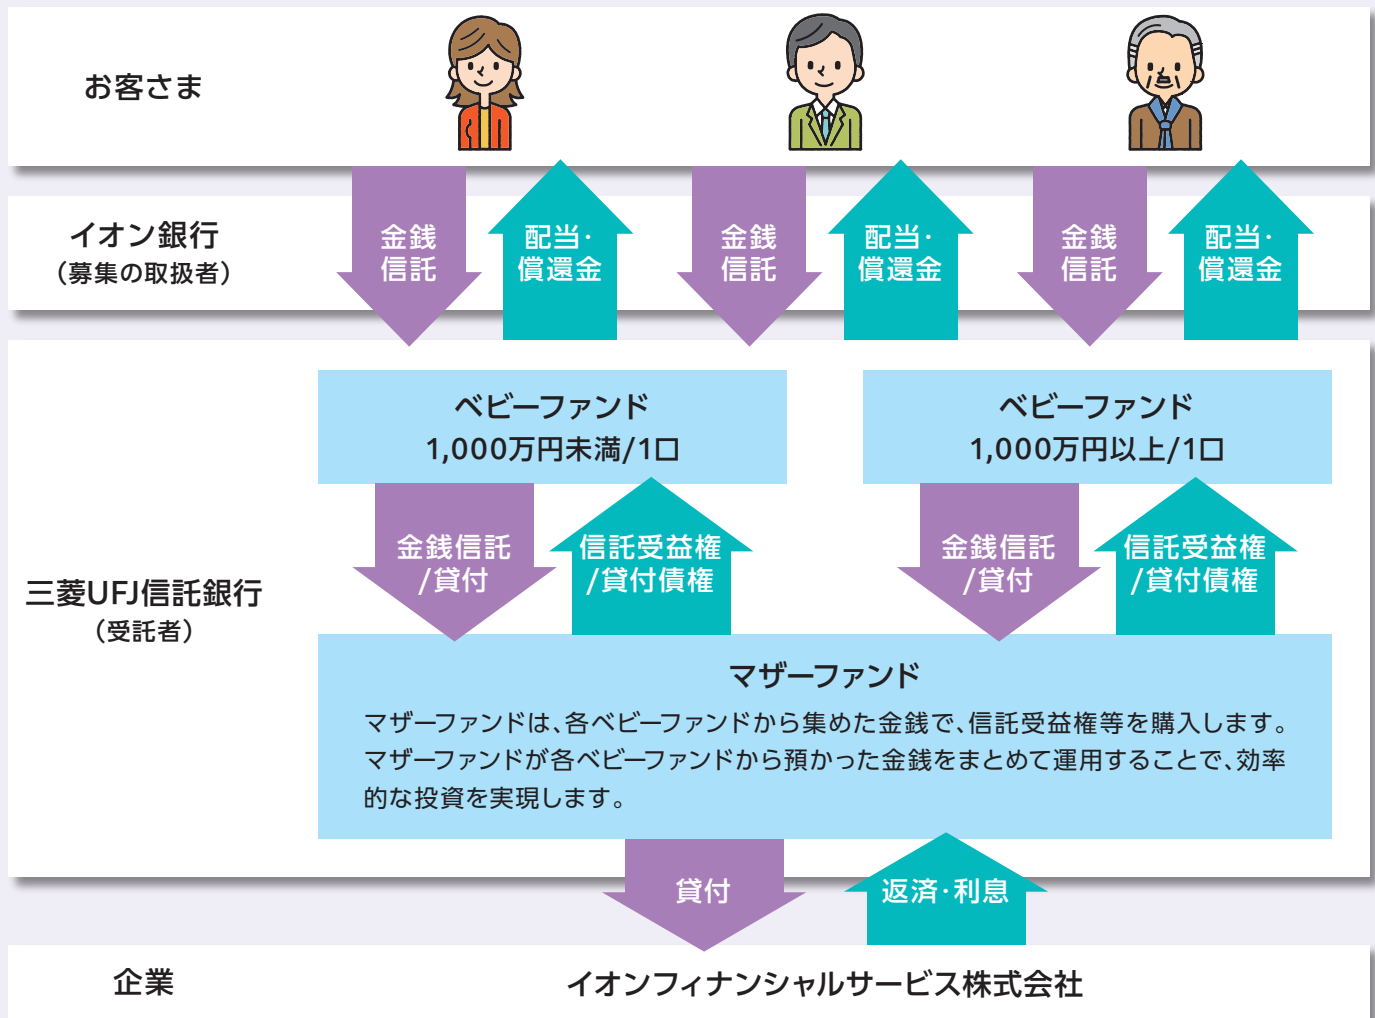 お客さま
イオン銀行
（募集の取扱者）
金銭
信託
配当・
償還金
金銭
信託
配当・
償還金
金銭
信託
配当・
償還金
ベビーファンド
1,000万円未満/1口
ベビーファンド
1,000万円以上/1口
金銭信託
/貸付
信託受益権
/貸付債権
金銭信託
/貸付
信託受益権
/貸付債権
三菱UFJ信託銀行
（受託者）
マザーファンド
マザーファンドは、各ベビーファンドから集めた金銭で、信託受益権等を購入します。
マザーファンドが各ベビーファンドから預かった金銭をまとめて運用することで、効率
的な投資を実現します。
貸付
返済・利息
企業
イオンフィナンシャルサービス株式会社